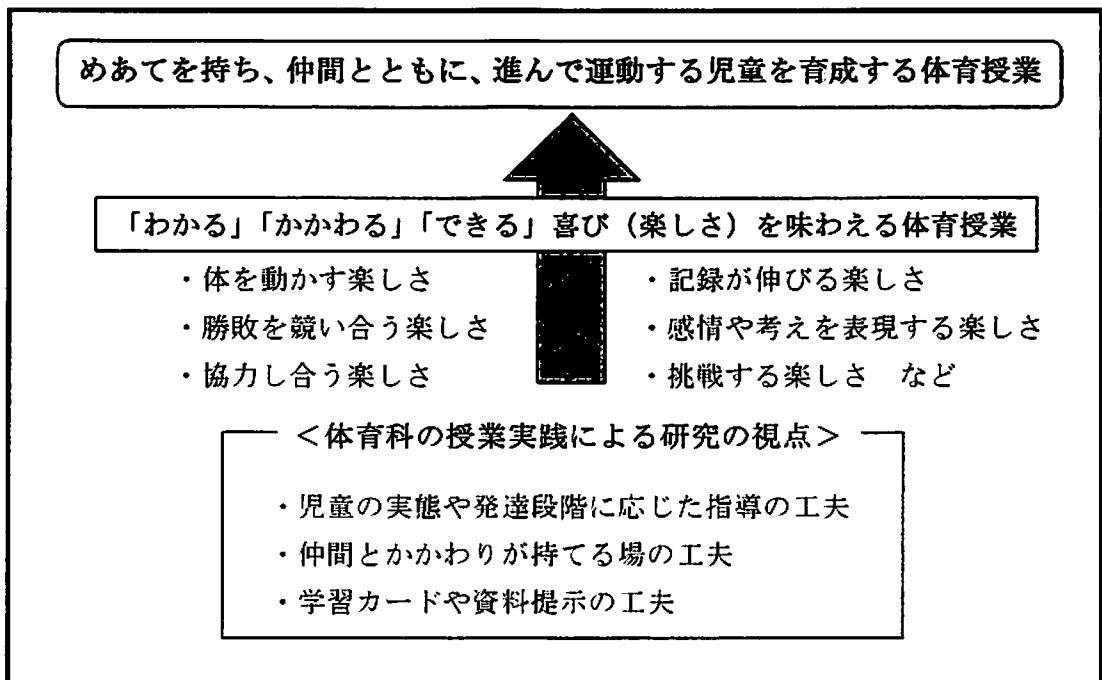 めあてを持ち、仲間とともに、進んで運動する児童を育成する体育授業
「わかる」「かかわる」「できる」喜び（楽しさ）を味わえる体育授業
・体を動かす楽しさ
・勝敗を競い合う楽しさ
・協力し合う楽しさ
・記録が伸びる楽しさ
・感情や考えを表現する楽しさ
・挑戦する楽しさ　など
＜体育科の授業実践による研究の視点＞
・児童の実態や発達段階に応じた指導の工夫
・仲間とかかわりが持てる場の工夫
・学習カードや資料提示の工夫